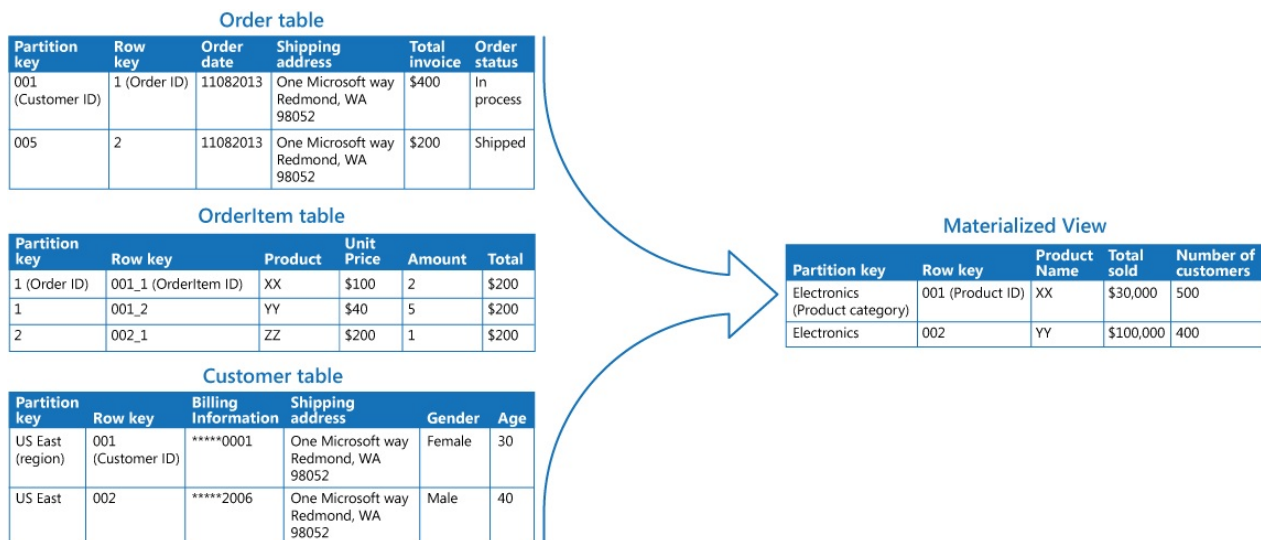 Order table
Partition key Row key Order date Shipping address Total invoice Order status
001 (Customer ID) 1 (Order ID) 11082013 One Microsoft way Redmond, WA 98052 $400 In process
005 2 11082013 One Microsoft way Redmond, WA 98052 $200 Shipped
OrderItem table
Partition key Row key Product Unit Price Amount Total
1 (Order ID) 001_1 (OrderItem ID) XX $100 2 $200
1 001_2 YY $40 5 $200
2 002_1 ZZ $200 1 $200
Customer table
Partition key Row key Billing Information Shipping address Gender Age
US East (region) 001 (Customer ID) *****0001 One Microsoft way Redmond, WA 98052 Female 30
US East 002 *****2006 One Microsoft way Redmond, WA 98052 Male 40
Materialized View
Partition key Row key Product Name Total sold Number of customers
Electronics (Product category) 001 (Product ID) XX $30,000 500
Electronics 002 YY $100,000 400